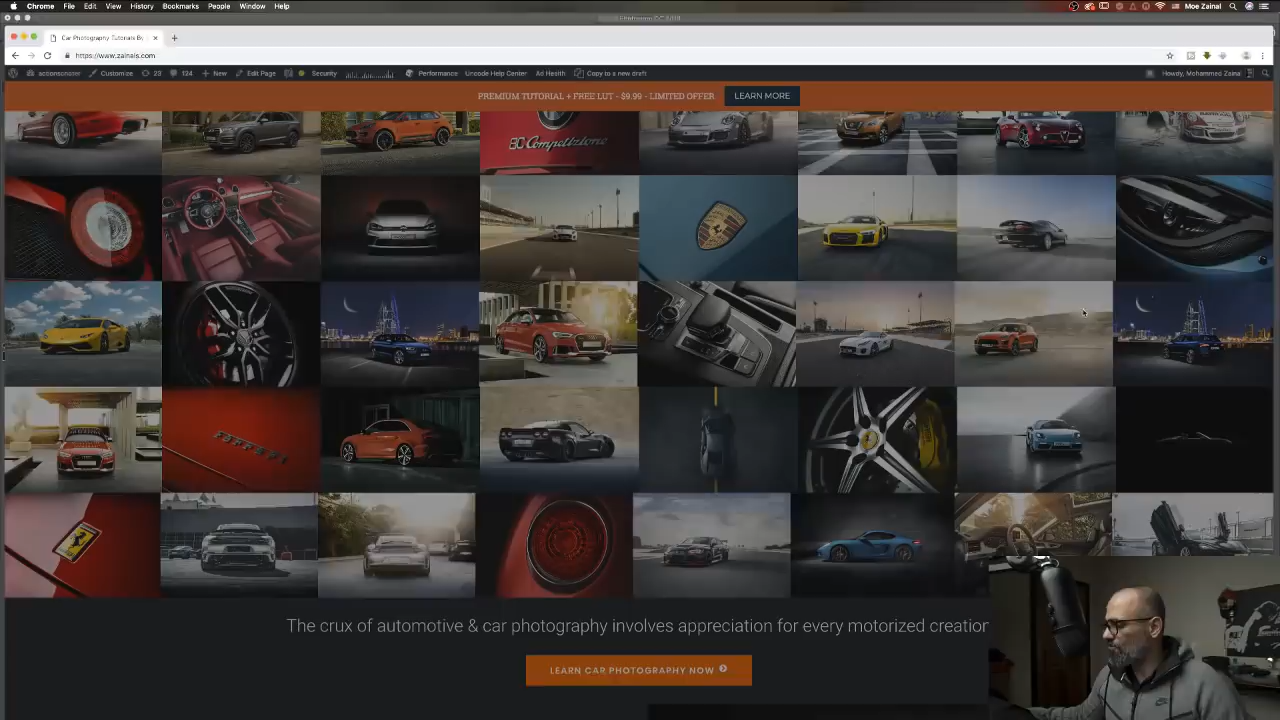 Chrome File Edit View History Bookmarks People Window Help
Moe Zainal
Car Photography Tutorials By
https://www.zainals.com
Customize 23 124 New Edit Page Security Performance Uncode Help Center Ad Health Copy to a new draft
Howdy, Mohammed Zainal
PREMIUM TUTORIAL + FREE LUT - $9.99 - LIMITED OFFER LEARN MORE
The crux of automotive & car photography involves appreciation for every motorized creation
LEARN CAR PHOTOGRAPHY NOW